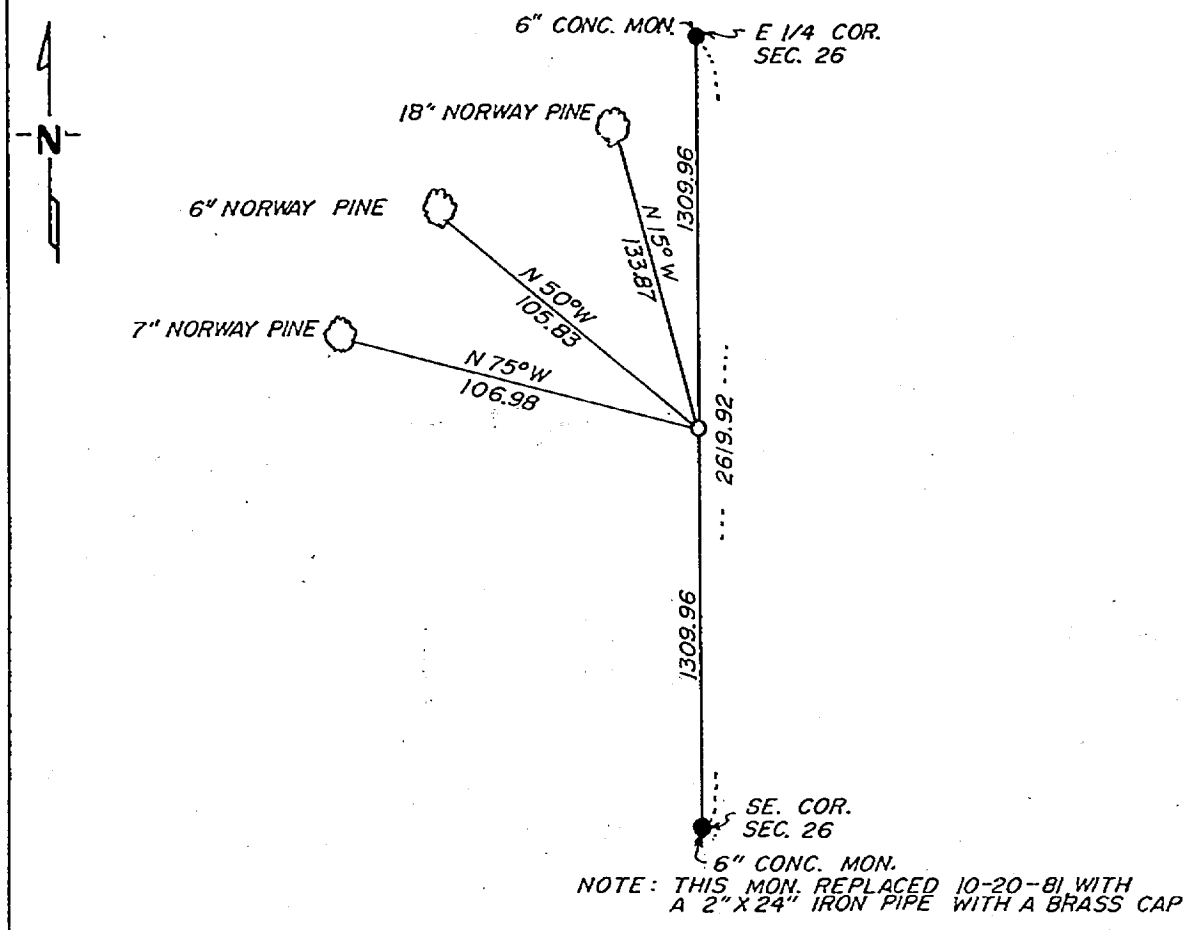 6" CONC. MON.
E 1/4 COR.
SEC. 26
18" NORWAY PINE
N
1309.96
6" NORWAY PINE
N 15° W
133.87
N 50°W
105.83
7" NORWAY PINE
N 75°W
106.98
2619.92
1309.96
SE. COR.
SEC. 26
6" CONC. MON.
NOTE: THIS MON. REPLACED 10-20-81 WITH
A 2"X24" IRON PIPE WITH A BRASS CAP